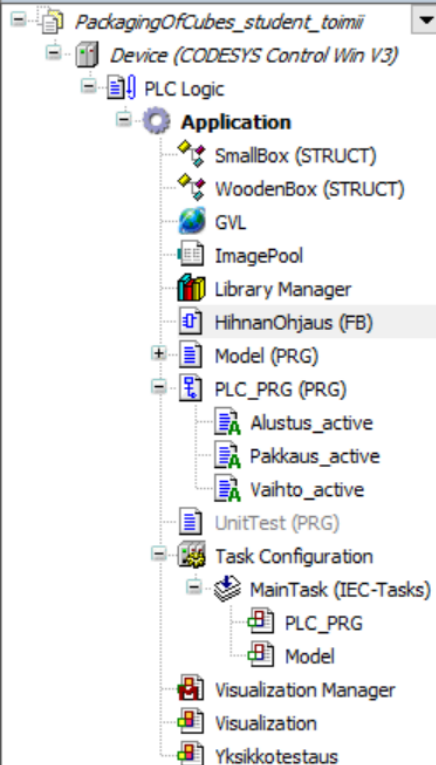 PackagingOfCubes_student_toimii
Device (CODESYS Control Win V3)
PLC Logic
Application
SmallBox (STRUCT)
WoodenBox (STRUCT)
GVL
ImagePool
Library Manager
HihnanOhjaus (FB)
Model (PRG)
PLC_PRG (PRG)
Alustus_active
Pakkaus_active
Vaihto_active
UnitTest (PRG)
Task Configuration
MainTask (IEC-Tasks)
PLC_PRG
Model
Visualization Manager
Visualization
Yksikkotestaus